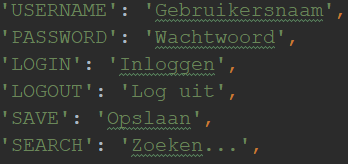 'USERNAME': 'Gebruikersnaam',
'PASSWORD': 'Wachtwoord',
'LOGIN': 'Inloggen',
'LOGOUT': 'Log uit',
'SAVE': 'Opslaan',
'SEARCH': 'Zoeken...',